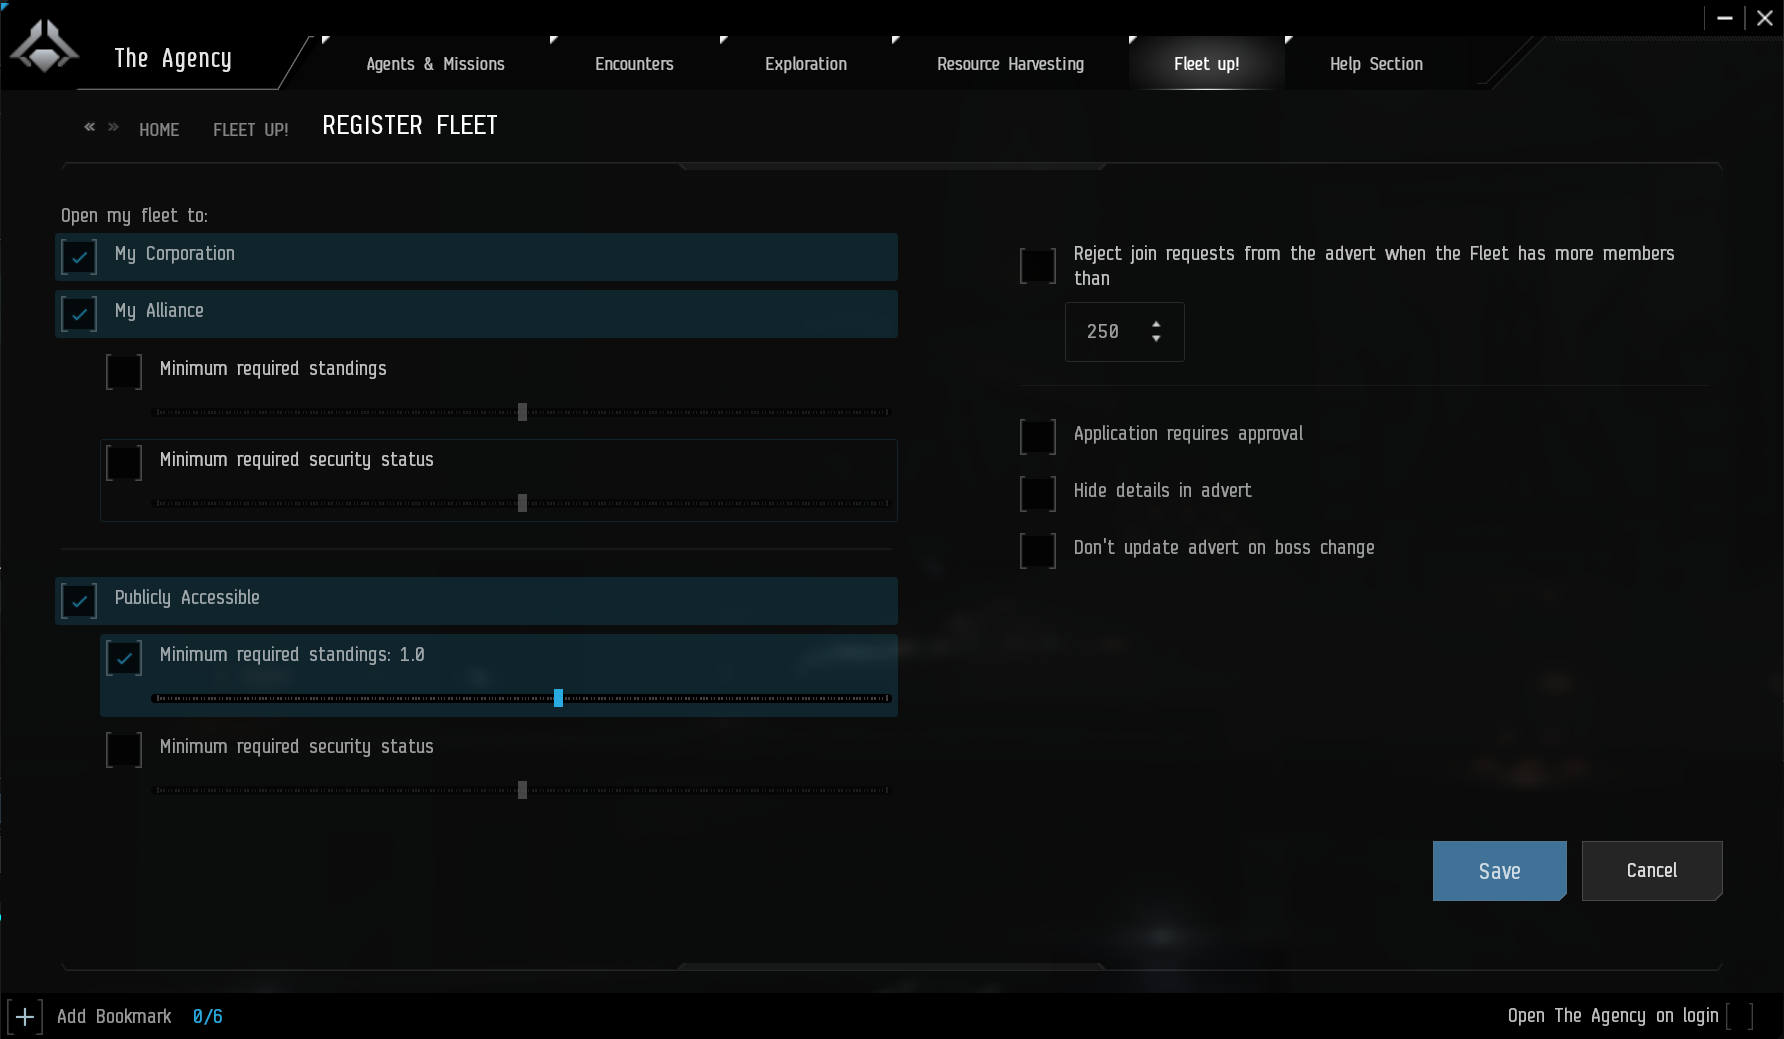 The Agency
Agents & Missions
Encounters
Exploration
Resource Harvesting
Fleet up!
Help Section
« » HOME
FLEET UP!
REGISTER FLEET
Open my fleet to:
My Corporation
My Alliance
Minimum required standings
Minimum required security status
Publicly Accessible
Minimum required standings: 1.0
Minimum required security status
Reject join requests from the advert when the Fleet has more members
than
250
Application requires approval
Hide details in advert
Don't update advert on boss change
Save
Cancel
Add Bookmark 0/6
Open The Agency on login